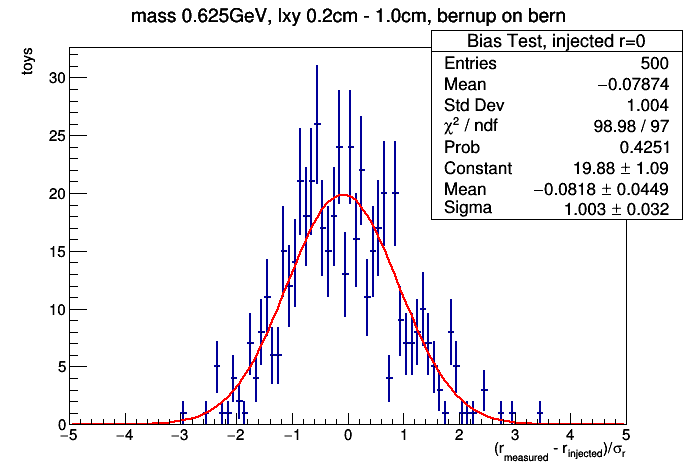 mass 0.625GeV, lxy 0.2cm - 1.0cm, bernup on bern
toys
Bias Test, injected r=0
Entries 500
Mean −0.07874
Std Dev 1.004
χ² / ndf 98.98 / 97
Prob 0.4251
Constant 19.88 ± 1.09
Mean −0.0818 ± 0.0449
Sigma 1.003 ± 0.032
30
25
20
15
10
5
0
−5 −4 −3 −2 −1 0 1 2 3 4 5
(r_measured - r_injected)/σ_r